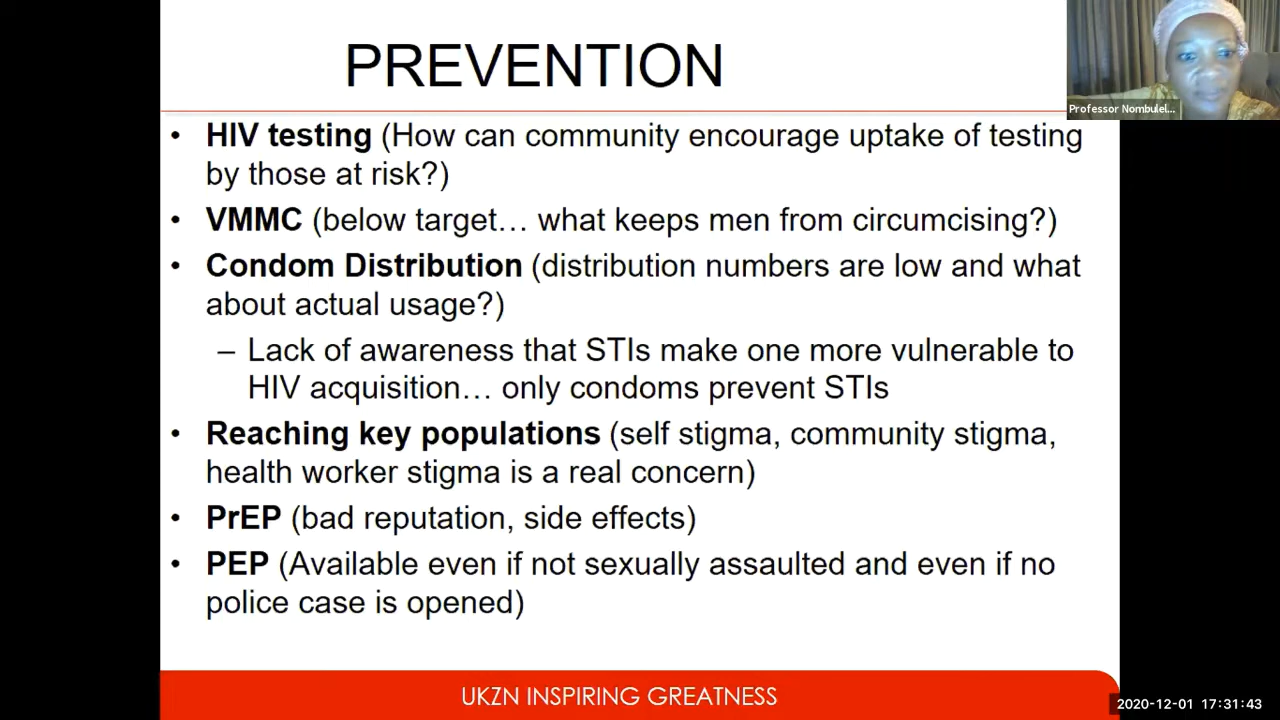 PREVENTION
Professor Nombulel...
• HIV testing (How can community encourage uptake of testing
by those at risk?)
• VMMC (below target… what keeps men from circumcising?)
• Condom Distribution (distribution numbers are low and what
about actual usage?)
– Lack of awareness that STIs make one more vulnerable to
HIV acquisition… only condoms prevent STIs
• Reaching key populations (self stigma, community stigma,
health worker stigma is a real concern)
• PrEP (bad reputation, side effects)
• PEP (Available even if not sexually assaulted and even if no
police case is opened)
UKZN INSPIRING GREATNESS
2020-12-01 17:31:43